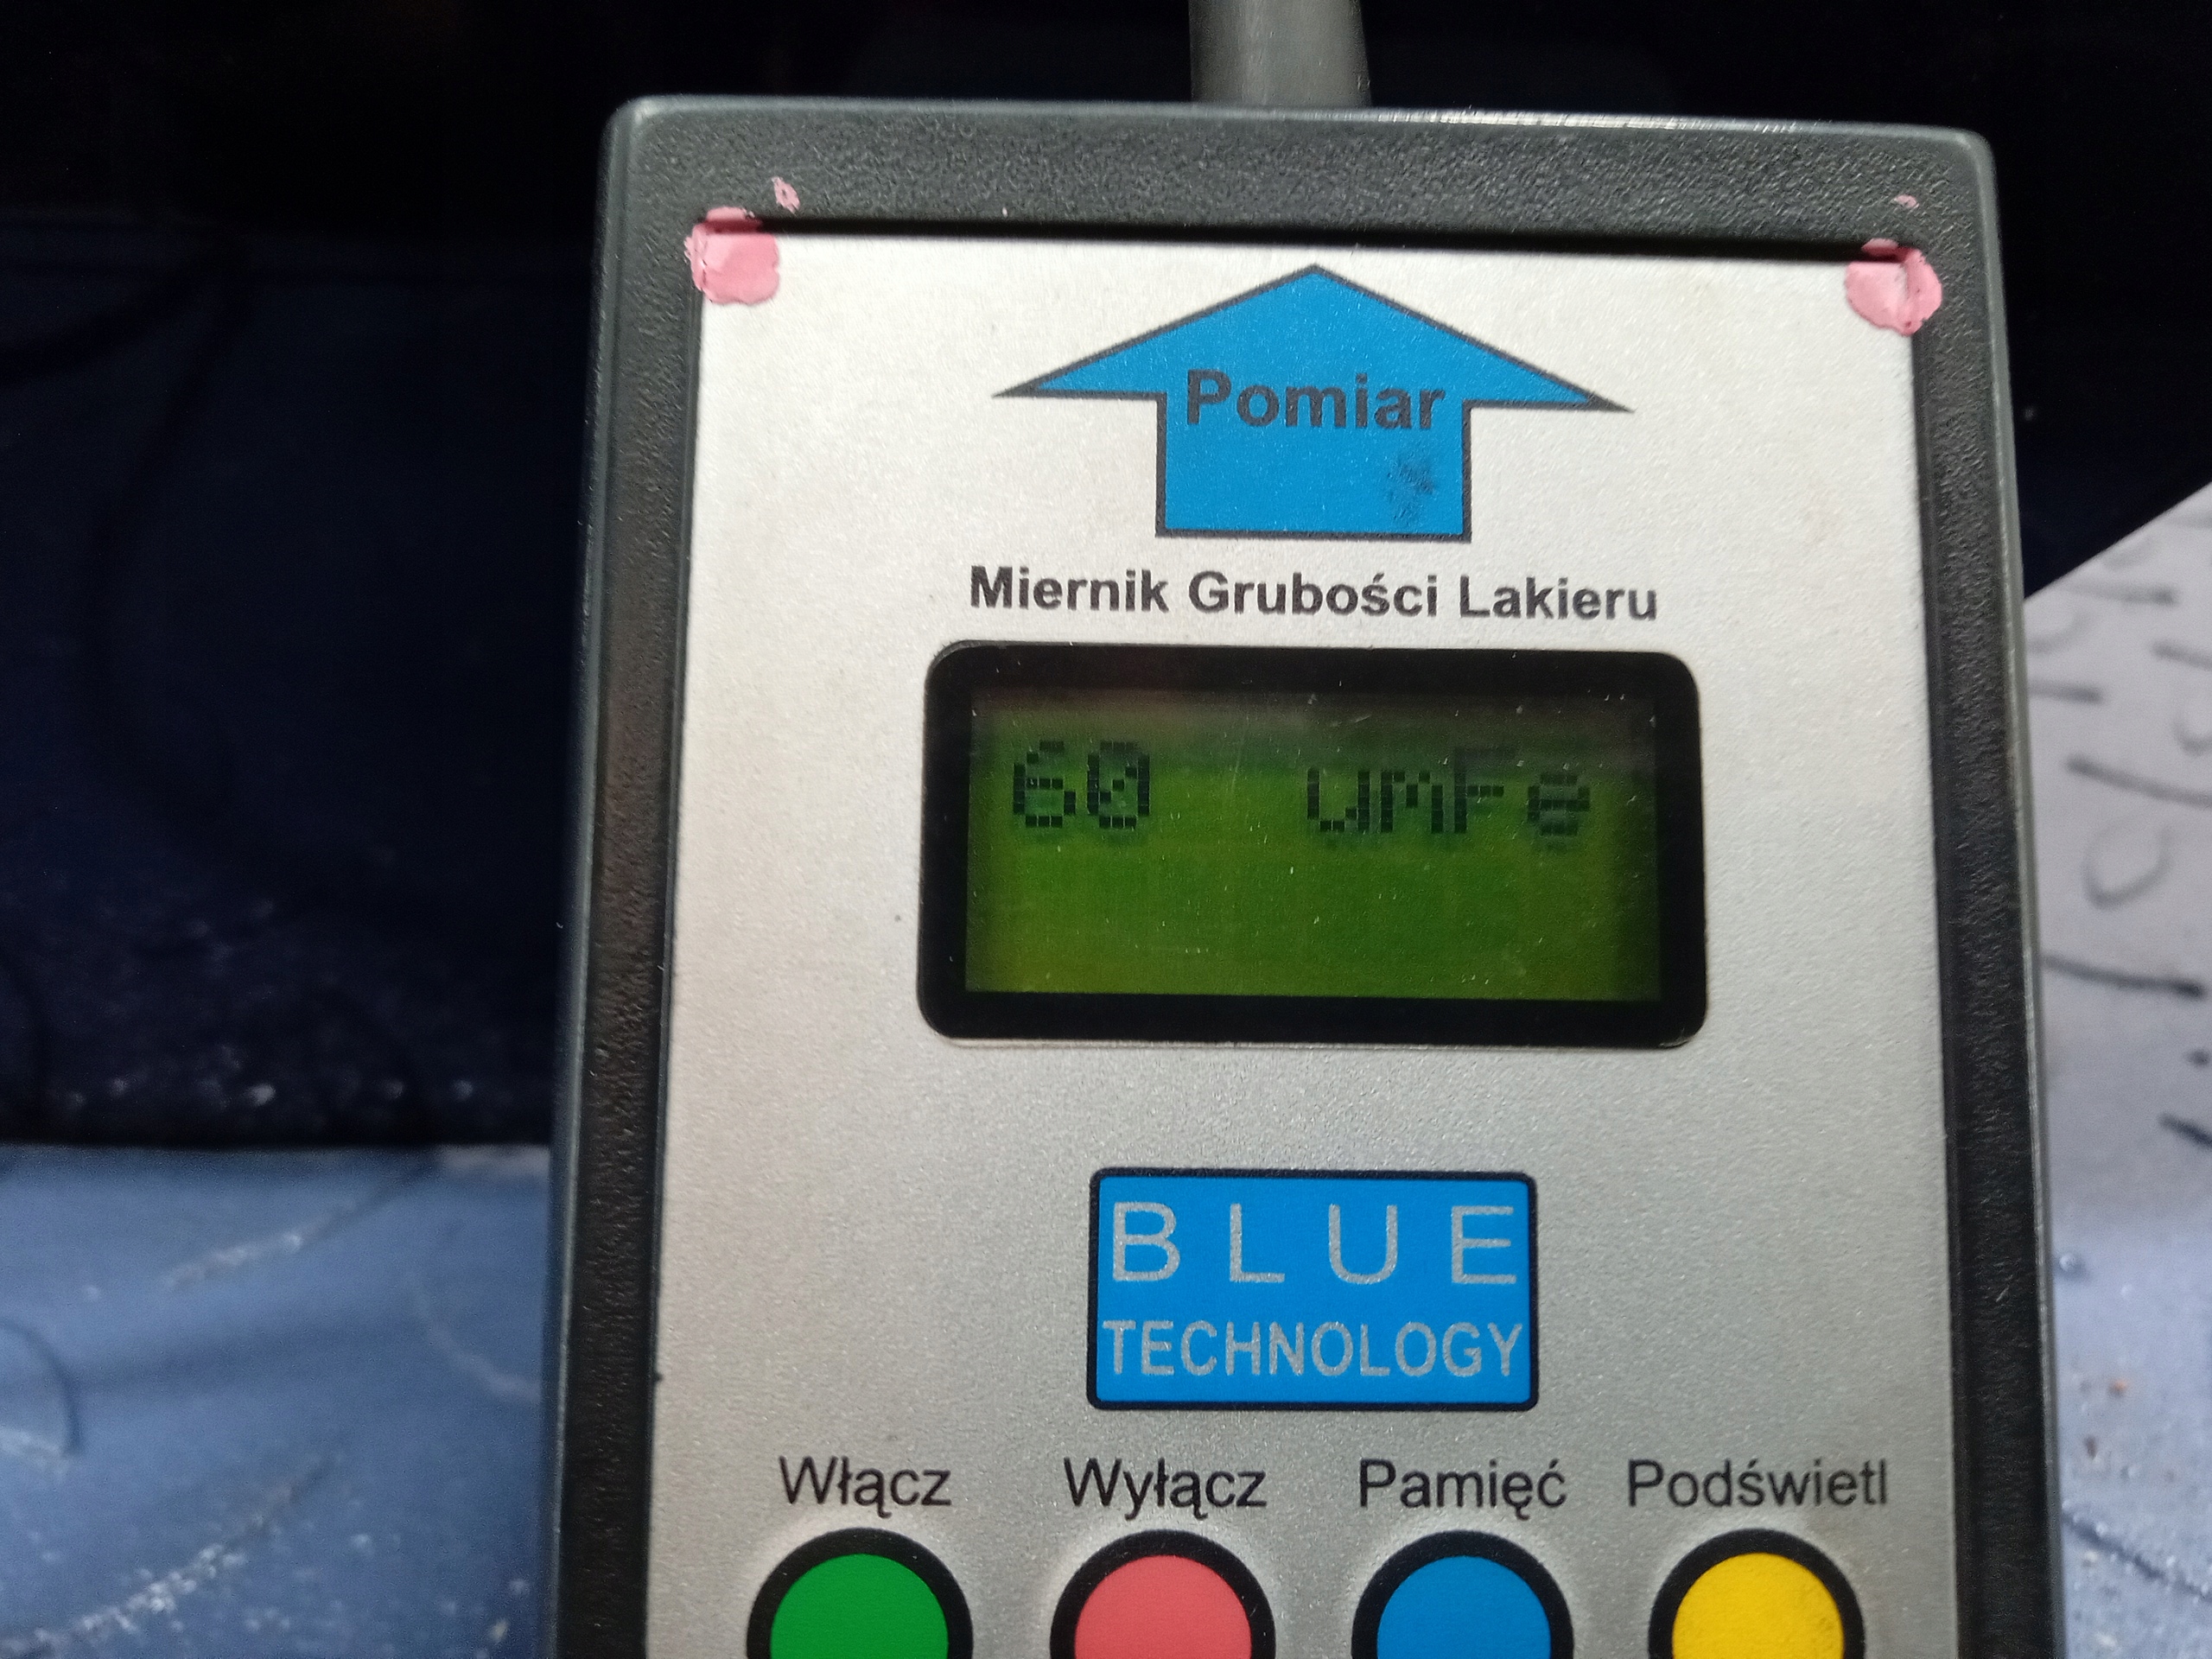 Pomiar
Miernik Grubości Lakieru
60 umFe
BLUE
TECHNOLOGY
Włącz Wyłącz Pamięć Podświetl